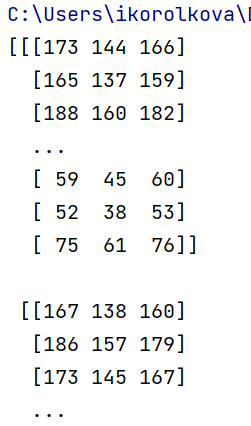 C:\Users\ikorolkova\
[[[173 144 166]
[165 137 159]
[188 160 182]
...
[ 59 45 60]
[ 52 38 53]
[ 75 61 76]]
[[167 138 160]
[186 157 179]
[173 145 167]
...